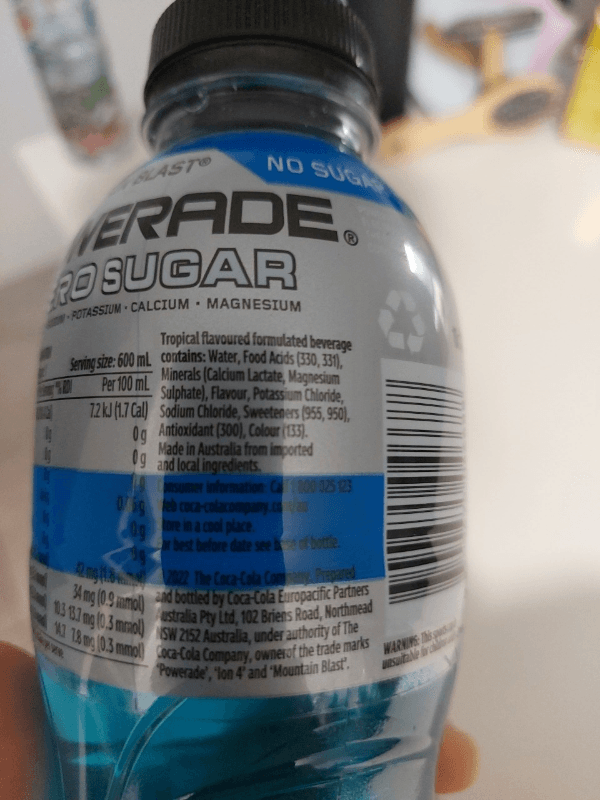 BLAST®
NO SUGAR
WERADE®
RO SUGAR
POTASSIUM • CALCIUM • MAGNESIUM
Serving size: 600 mL
Per 100 mL
7.2 kJ (1.7 Cal)
0g
0g
0g
34 mg (0.9 mmol)
13.7 mg (0.3 mmol)
7.8 mg (0.3 mmol)
Tropical flavoured formulated beverage
contains: Water, Food Acids (330, 331),
Minerals (Calcium Lactate, Magnesium
Sulphate), Flavour, Potassium Chloride,
Sodium Chloride, Sweeteners (955, 950),
Antioxidant (300), Colour (133).
Made in Australia from imported
and local ingredients.
Consumer information: Call 1800 025 123
Web coca-colacompany.com/au
Store in a cool place.
For best before date see base of bottle.
2022 The Coca-Cola Company. Prepared
and bottled by Coca-Cola Europacific Partners
Australia Pty Ltd, 102 Briens Road, Northmead
NSW 2152 Australia, under authority of The
Coca-Cola Company, owner of the trade marks
'Powerade', 'Ion 4' and 'Mountain Blast'.
WARNING: This sports
unsuitable for children